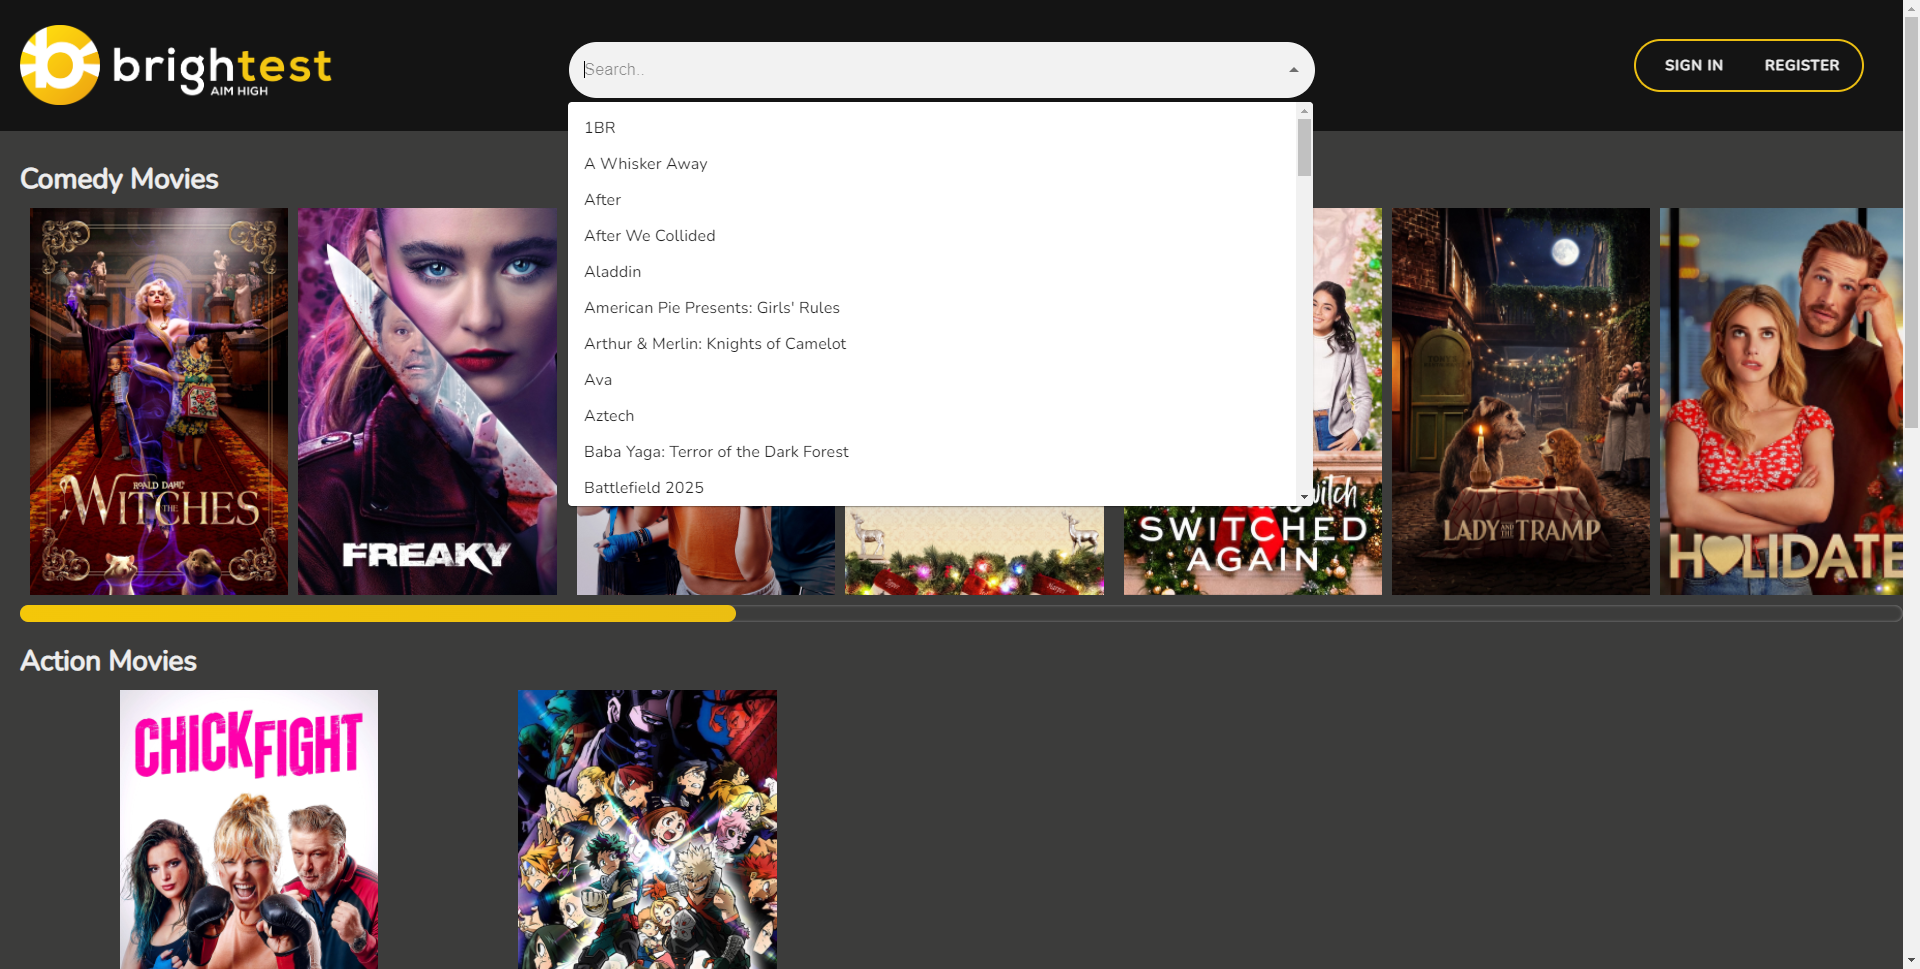 brightest
AIM HIGH
Search..
SIGN IN
REGISTER
1BR
A Whisker Away
After
After We Collided
Aladdin
American Pie Presents: Girls' Rules
Arthur & Merlin: Knights of Camelot
Ava
Aztech
Baba Yaga: Terror of the Dark Forest
Battlefield 2025
Comedy Movies
ROALD DAHL'S
THE WITCHES
FREAKY
SWITCHED
AGAIN
LADY AND THE TRAMP
HOLIDATE
Action Movies
CHICK FIGHT